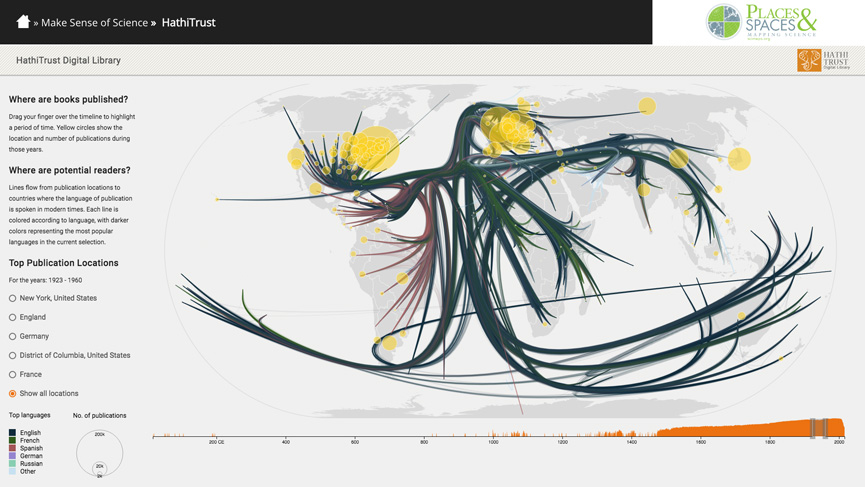 » Make Sense of Science » HathiTrust
PLACES&
SPACES
MAPPING SCIENCE
HathiTrust Digital Library
HATHI
TRUST
Digital Library
Where are books published?
Drag your finger over the timeline to highlight
a period of time. Yellow circles show the
location and number of publications during
those years.
Where are potential readers?
Lines flow from publication locations to
countries where the language of publication
is spoken in modern times. Each line is
colored according to language, with darker
colors representing the most popular
languages in the current selection.
Top Publication Locations
For the years: 1923 - 1960
New York, United States
England
Germany
District of Columbia, United States
France
Show all locations
Top languages
No. of publications
English
French
Spanish
German
Russian
Other
200k
20k
2k
200 CE 400 600 800 1000 1200 1400 1600 1800 2000